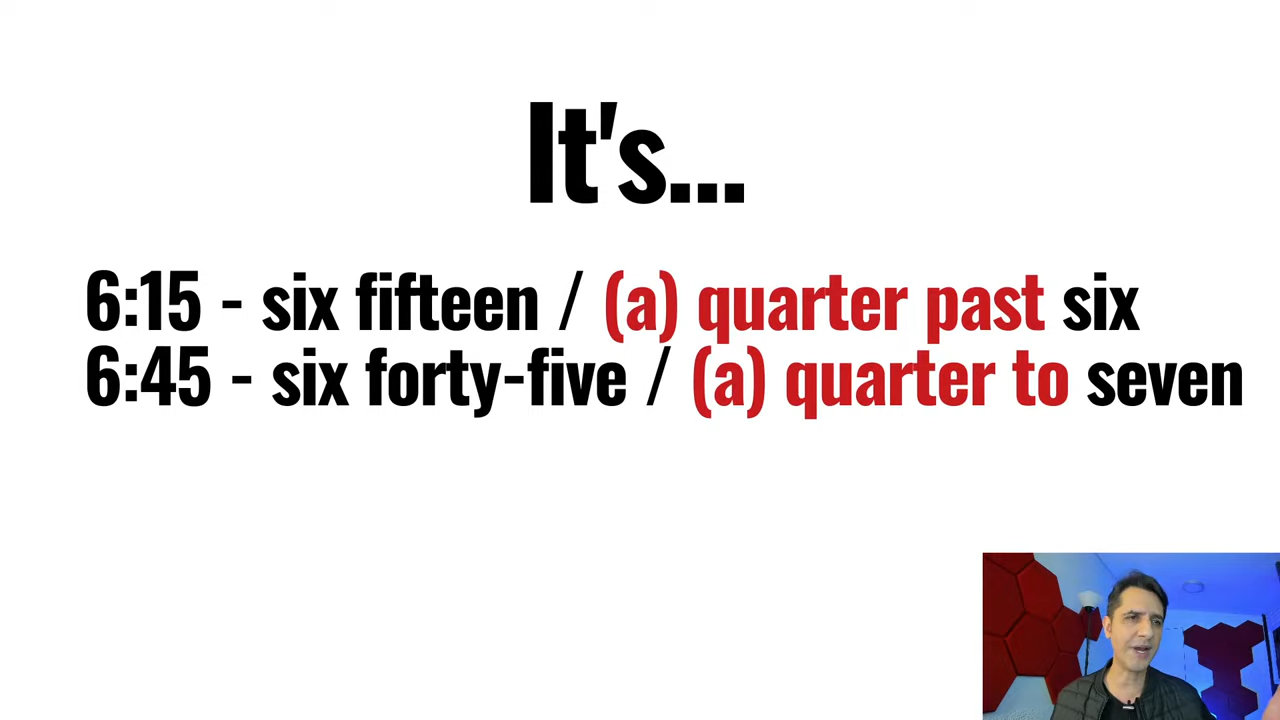 It's...
6:15 - six fifteen / (a) quarter past six
6:45 - six forty-five / (a) quarter to seven